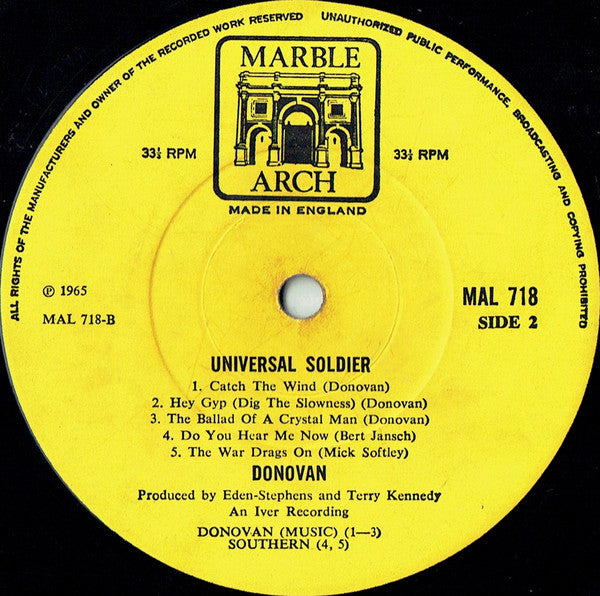 ALL RIGHTS OF THE MANUFACTURERS AND OWNER OF THE RECORDED WORK RESERVED
UNAUTHORIZED PUBLIC PERFORMANCE, BROADCASTING AND COPYING PROHIBITED
MARBLE
ARCH
33⅓ RPM
33⅓ RPM
MADE IN ENGLAND
℗ 1965
MAL 718-B
MAL 718
SIDE 2
UNIVERSAL SOLDIER
1. Catch The Wind (Donovan)
2. Hey Gyp (Dig The Slowness) (Donovan)
3. The Ballad Of A Crystal Man (Donovan)
4. Do You Hear Me Now (Bert Jansch)
5. The War Drags On (Mick Softley)
DONOVAN
Produced by Eden-Stephens and Terry Kennedy
An Iver Recording
DONOVAN (MUSIC) (1—3)
SOUTHERN (4, 5)